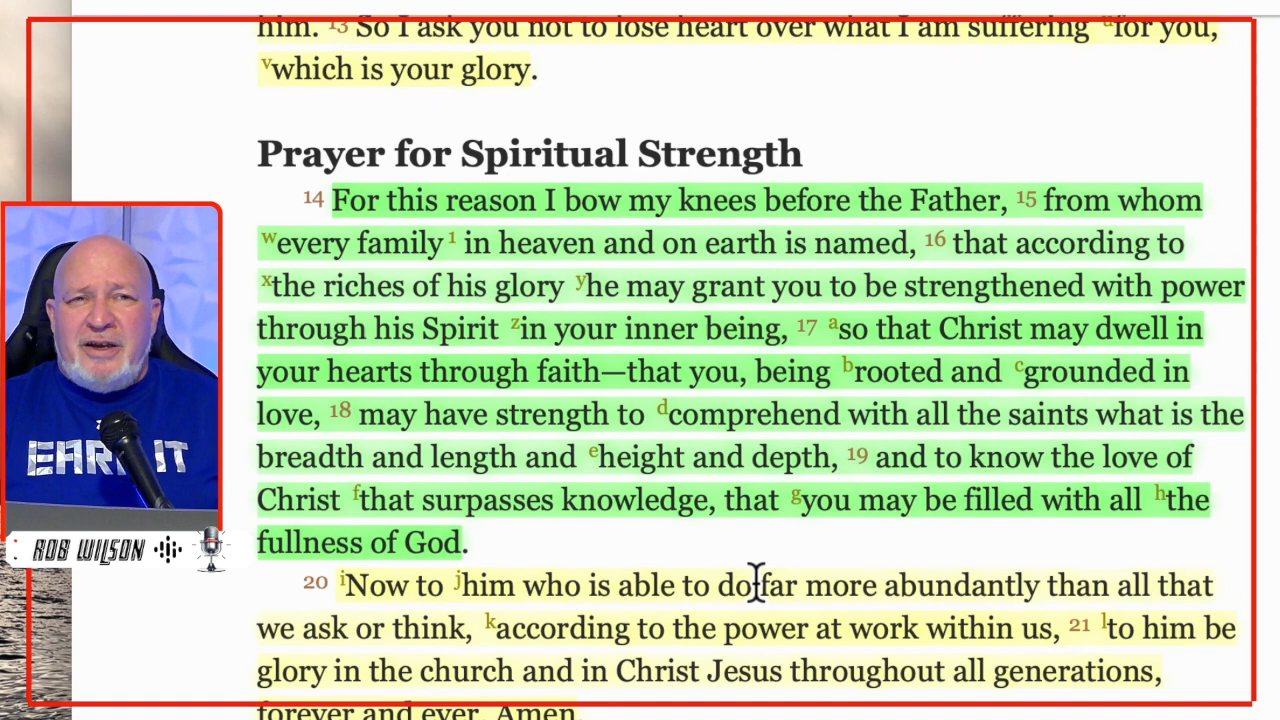 him. 13 So I ask you not to lose heart over what I am suffering u for you,
v which is your glory.
Prayer for Spiritual Strength
14 For this reason I bow my knees before the Father, 15 from whom
w every family 1 in heaven and on earth is named, 16 that according to
x the riches of his glory y he may grant you to be strengthened with power
through his Spirit z in your inner being, 17 a so that Christ may dwell in
your hearts through faith—that you, being b rooted and c grounded in
love, 18 may have strength to d comprehend with all the saints what is the
breadth and length and e height and depth, 19 and to know the love of
Christ f that surpasses knowledge, that g you may be filled with all h the
fullness of God.
20 i Now to j him who is able to do far more abundantly than all that
we ask or think, k according to the power at work within us, 21 l to him be
glory in the church and in Christ Jesus throughout all generations,
forever and ever. Amen.
ROB WILSON